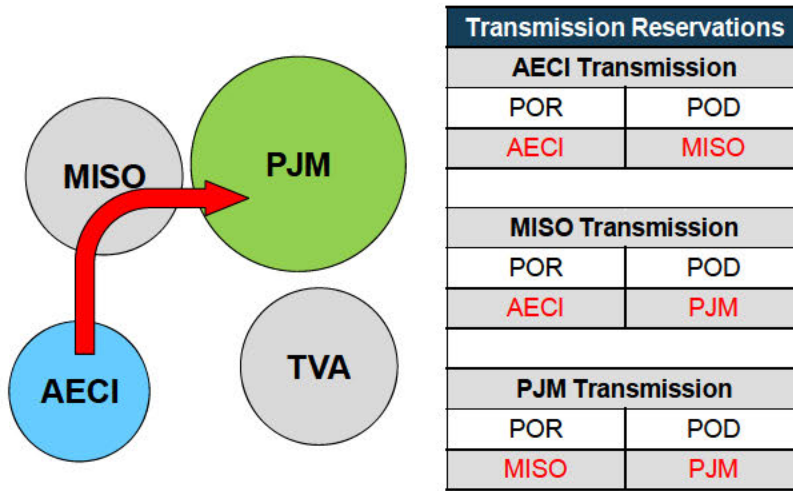 MISO
PJM
AECI
TVA
Transmission Reservations
AECI Transmission
POR POD
AECI MISO
MISO Transmission
POR POD
AECI PJM
PJM Transmission
POR POD
MISO PJM